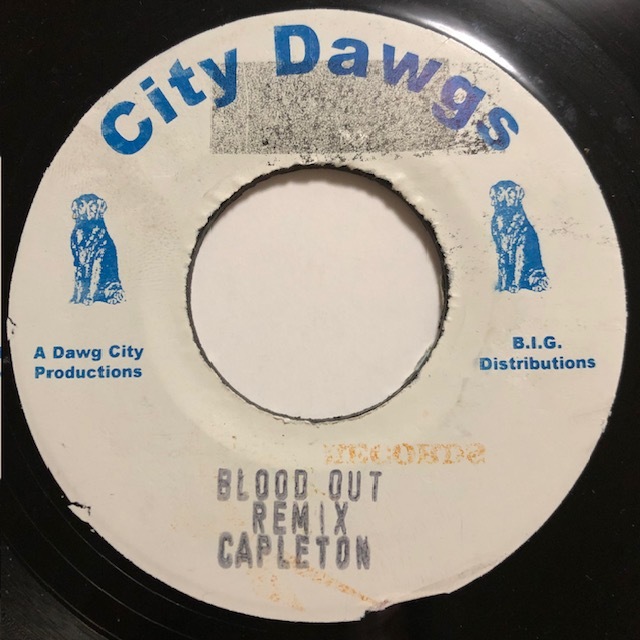 City Dawgs
A Dawg City
Productions
B.I.G.
Distributions
RECORDS
BLOOD OUT
REMIX
CAPLETON